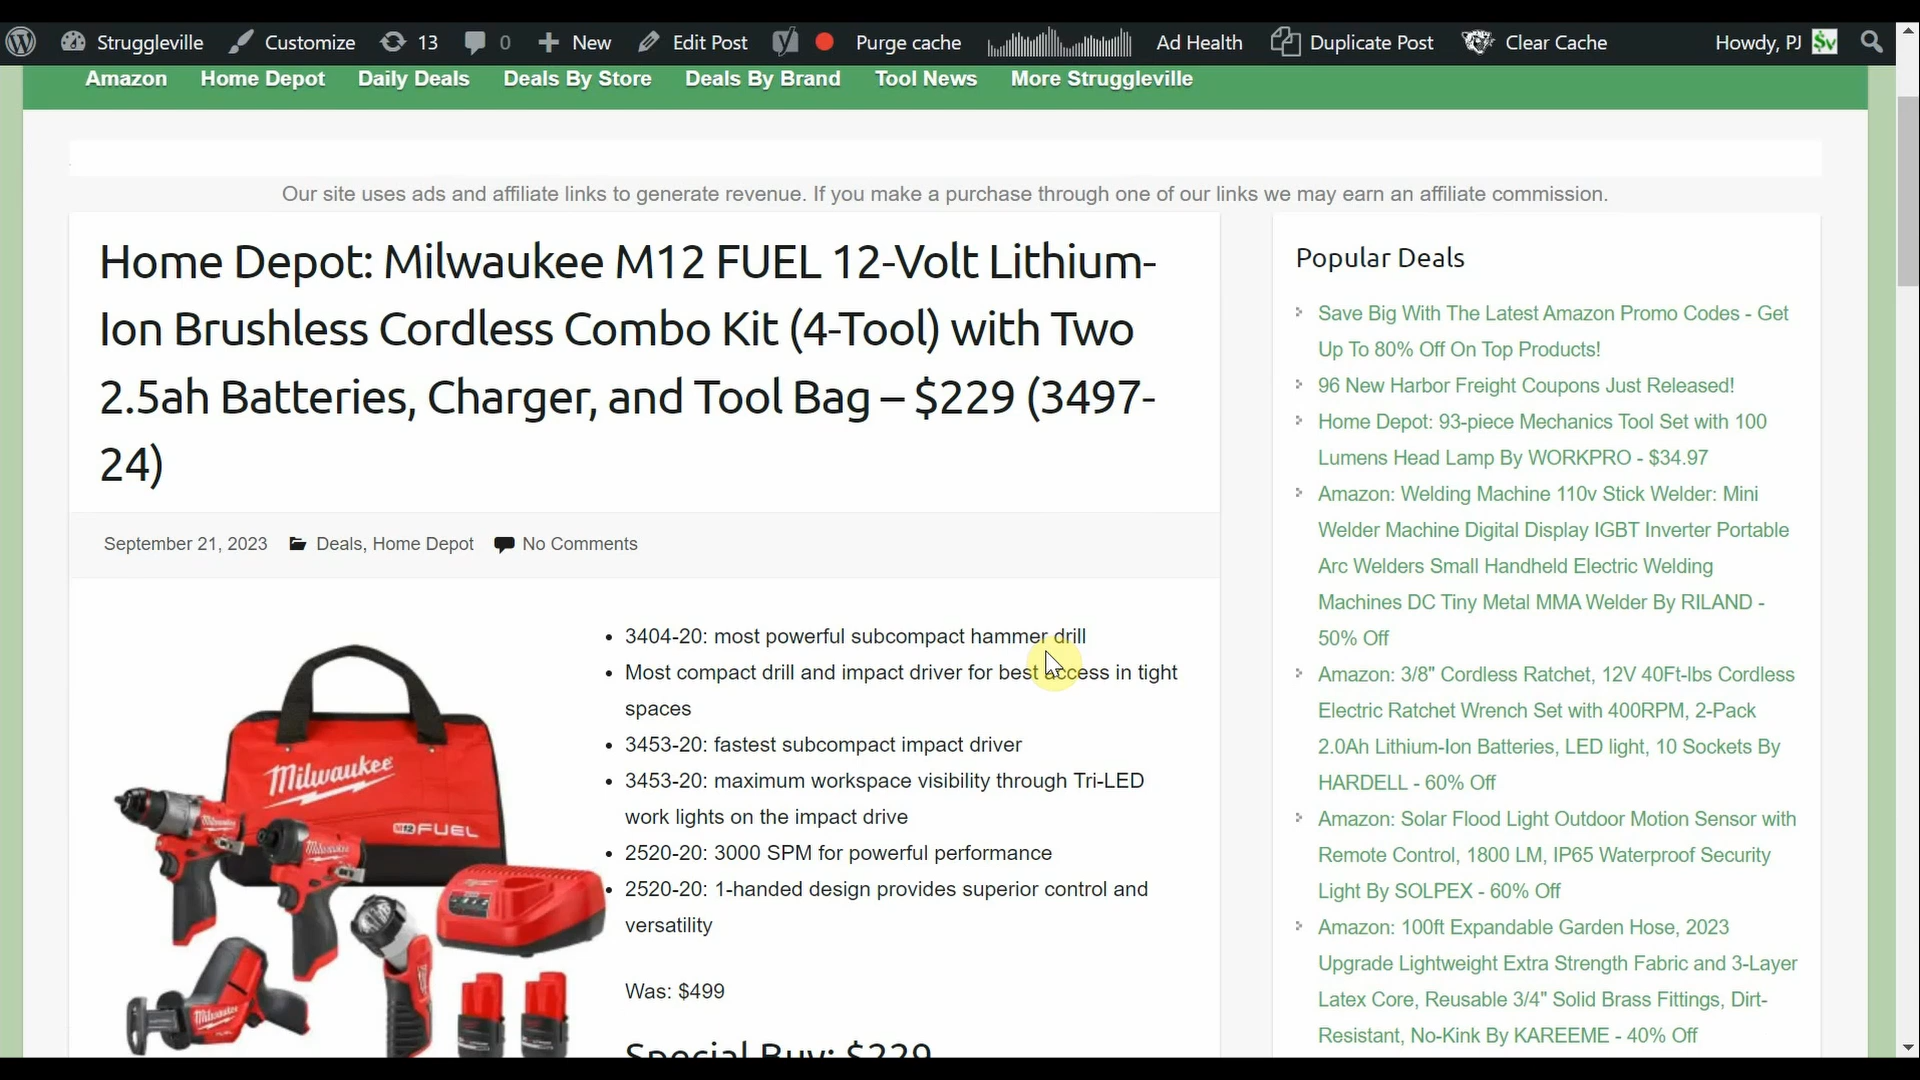 Struggleville Customize 13 0 New Edit Post Purge cache Ad Health Duplicate Post Clear Cache Howdy, PJ
Amazon Home Depot Daily Deals Deals By Store Deals By Brand Tool News More Struggleville
Our site uses ads and affiliate links to generate revenue. If you make a purchase through one of our links we may earn an affiliate commission.
Home Depot: Milwaukee M12 FUEL 12-Volt Lithium-
Ion Brushless Cordless Combo Kit (4-Tool) with Two
2.5ah Batteries, Charger, and Tool Bag – $229 (3497-
24)
September 21, 2023 Deals, Home Depot No Comments
Milwaukee
M12 FUEL
Milwaukee
Milwaukee
Milwaukee
• 3404-20: most powerful subcompact hammer drill
• Most compact drill and impact driver for best access in tight
spaces
• 3453-20: fastest subcompact impact driver
• 3453-20: maximum workspace visibility through Tri-LED
work lights on the impact drive
• 2520-20: 3000 SPM for powerful performance
• 2520-20: 1-handed design provides superior control and
versatility
Was: $499
Special Buy: $229
Popular Deals
Save Big With The Latest Amazon Promo Codes - Get
Up To 80% Off On Top Products!
96 New Harbor Freight Coupons Just Released!
Home Depot: 93-piece Mechanics Tool Set with 100
Lumens Head Lamp By WORKPRO - $34.97
Amazon: Welding Machine 110v Stick Welder: Mini
Welder Machine Digital Display IGBT Inverter Portable
Arc Welders Small Handheld Electric Welding
Machines DC Tiny Metal MMA Welder By RILAND -
50% Off
Amazon: 3/8" Cordless Ratchet, 12V 40Ft-lbs Cordless
Electric Ratchet Wrench Set with 400RPM, 2-Pack
2.0Ah Lithium-Ion Batteries, LED light, 10 Sockets By
HARDELL - 60% Off
Amazon: Solar Flood Light Outdoor Motion Sensor with
Remote Control, 1800 LM, IP65 Waterproof Security
Light By SOLPEX - 60% Off
Amazon: 100ft Expandable Garden Hose, 2023
Upgrade Lightweight Extra Strength Fabric and 3-Layer
Latex Core, Reusable 3/4" Solid Brass Fittings, Dirt-
Resistant, No-Kink By KAREEME - 40% Off